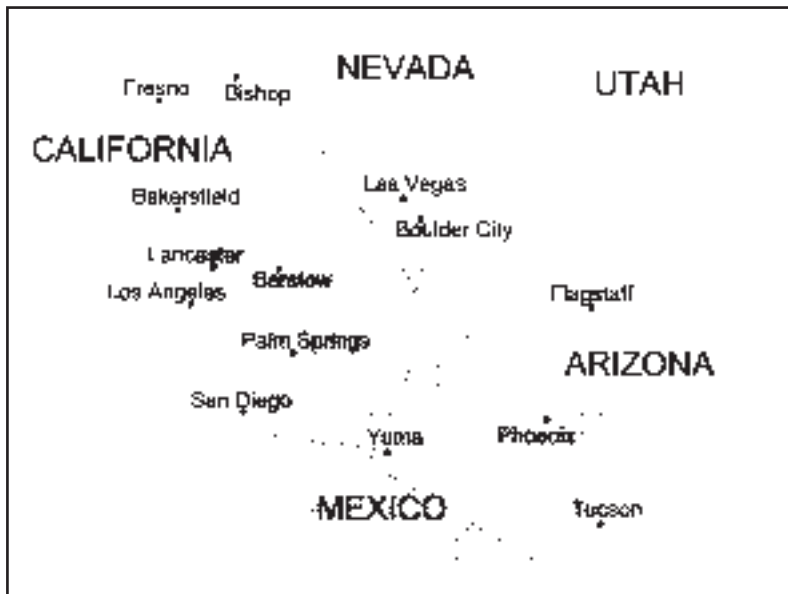 NEVADA
UTAH
Fresno
Bishop
CALIFORNIA
Las Vegas
Bakersfield
Boulder City
Lancaster
Barstow
Los Angeles
Flagstaff
Palm Springs
ARIZONA
San Diego
Yuma
Phoenix
MEXICO
Tucson